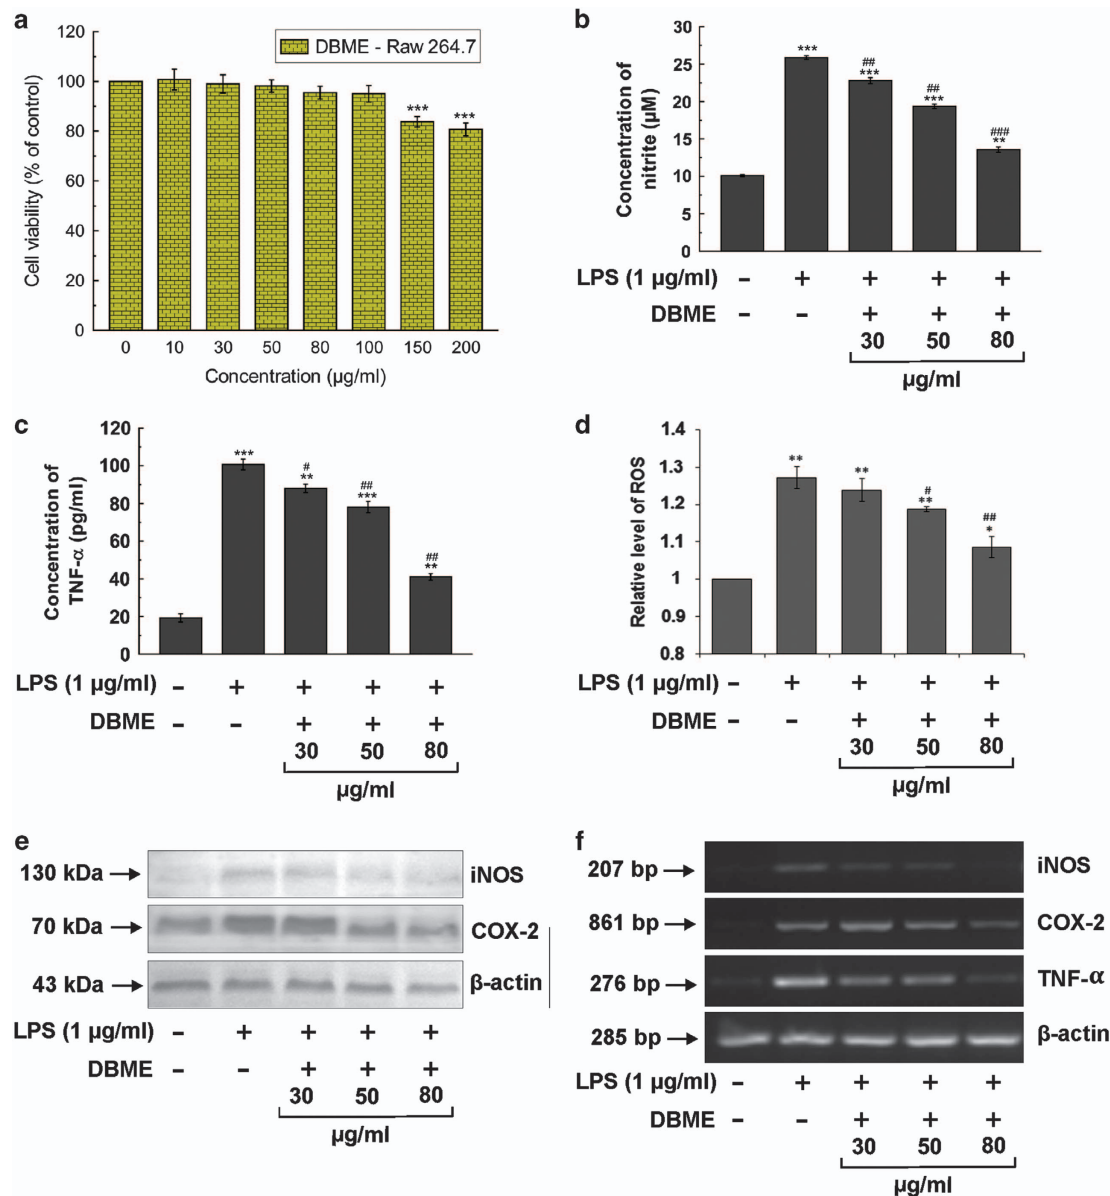 a
120
100
80
60
40
20
0
Cell viability (% of control)
DBME - Raw 264.7
*** ***
0 10 30 50 80 100 150 200
Concentration (µg/ml)
b
30
25
20
15
10
5
0
Concentration of
nitrite (µM)
***
##
***
##
***
###
**
LPS (1 µg/ml) – + + + +
DBME – – + + +
30 50 80
µg/ml
c
120
100
80
60
40
20
0
Concentration of
TNF-α (pg/ml)
***
#
**
##
***
##
**
LPS (1 µg/ml) – + + + +
DBME – – + + +
30 50 80
µg/ml
d
1.4
1.3
1.2
1.1
1
0.9
0.8
Relative level of ROS
**
**
#
**
##
*
LPS (1 µg/ml) – + + + +
DBME – – + + +
30 50 80
µg/ml
e
130 kDa → iNOS
70 kDa → COX-2
43 kDa → β-actin
LPS (1 µg/ml) – + + + +
DBME – – + + +
30 50 80
µg/ml
f
207 bp → iNOS
861 bp → COX-2
276 bp → TNF-α
285 bp → β-actin
LPS (1 µg/ml) – + + + +
DBME – – + + +
30 50 80
µg/ml